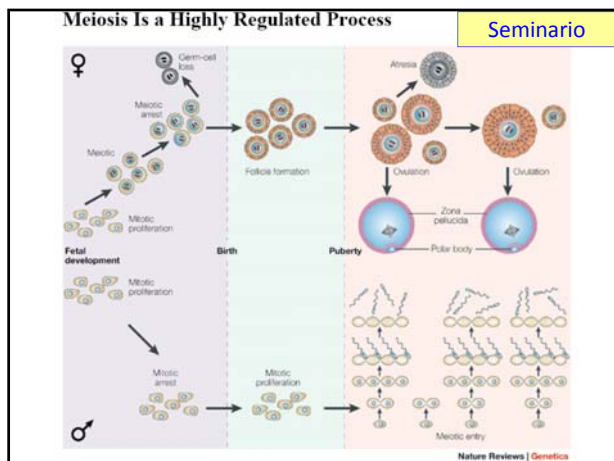 Meiosis Is a Highly Regulated Process
Seminario
♀
Germ-cell
loss
Meiotic
arrest
Meiotic
Mitotic
proliferation
Follicle formation
Atresia
Ovulation
Ovulation
Zona
pellucida
Polar body
Fetal
development
Birth
Puberty
Mitotic
proliferation
Mitotic
arrest
Mitotic
proliferation
Meiotic entry
♂
Nature Reviews | Genetics